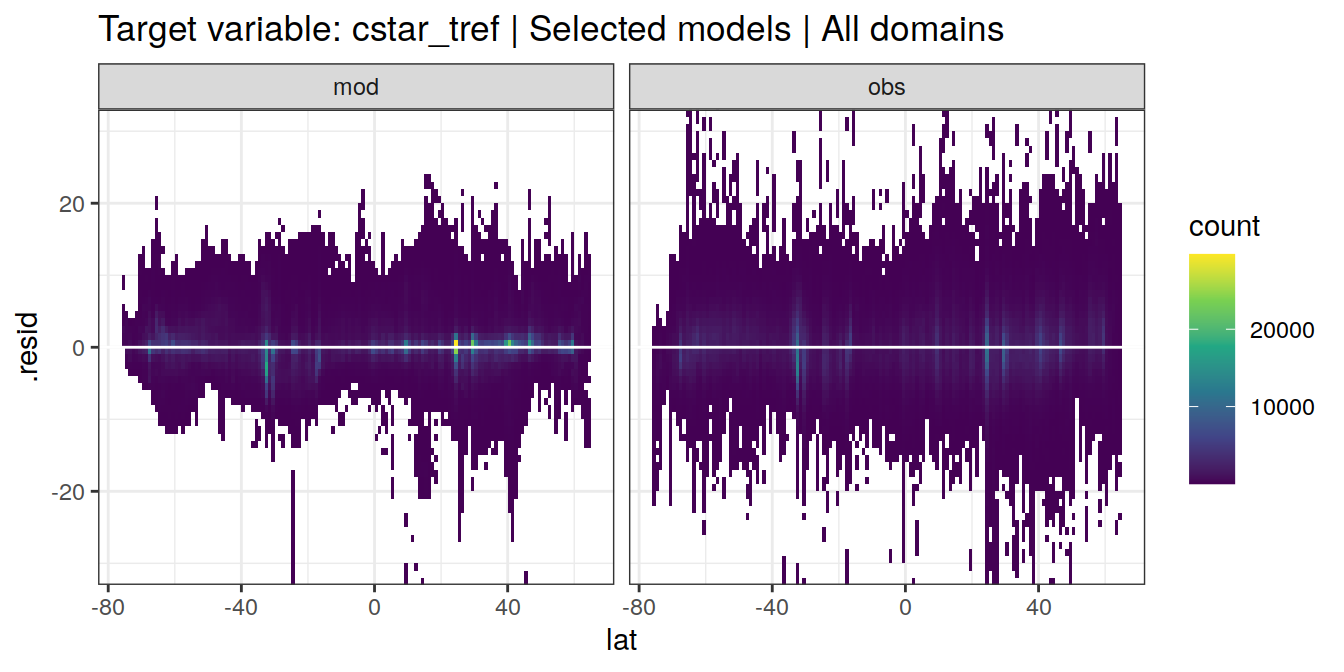 Target variable: cstar_tref | Selected models | All domains
mod
obs
.resid
20
0
-20
-80
-40
0
40
-80
-40
0
40
lat
count
20000
10000